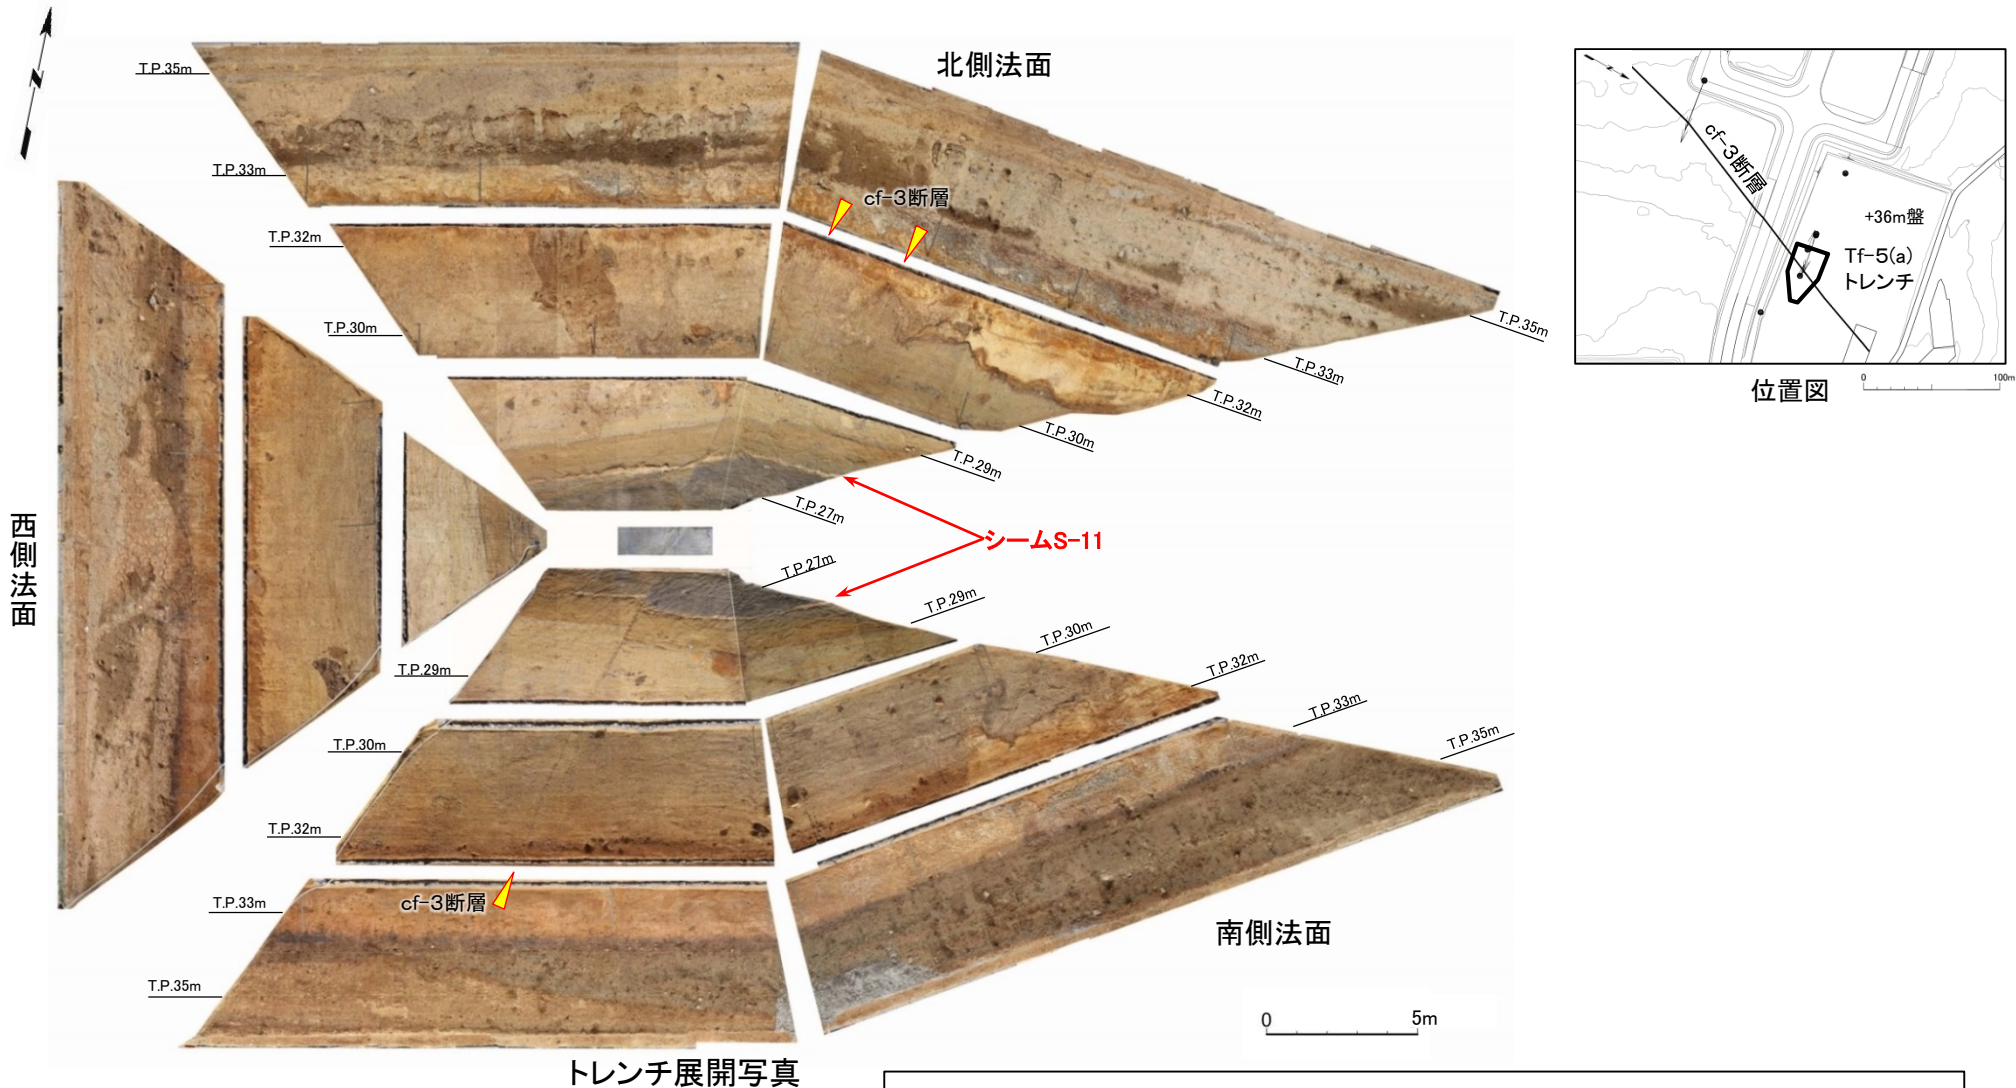 北側法面
T.P.35m
T.P.33m
cf-3断層
T.P.32m
T.P.30m
T.P.35m
T.P.33m
T.P.32m
T.P.30m
T.P.29m
T.P.27m
シームS-11
西側法面
T.P.27m
T.P.29m
T.P.30m
T.P.32m
T.P.33m
T.P.35m
T.P.29m
T.P.30m
T.P.32m
cf-3断層
T.P.33m
T.P.35m
南側法面
0 5m
トレンチ展開写真
N
N
cf-3断層
+36m盤
Tf-5(a)
トレンチ
位置図
0 100m